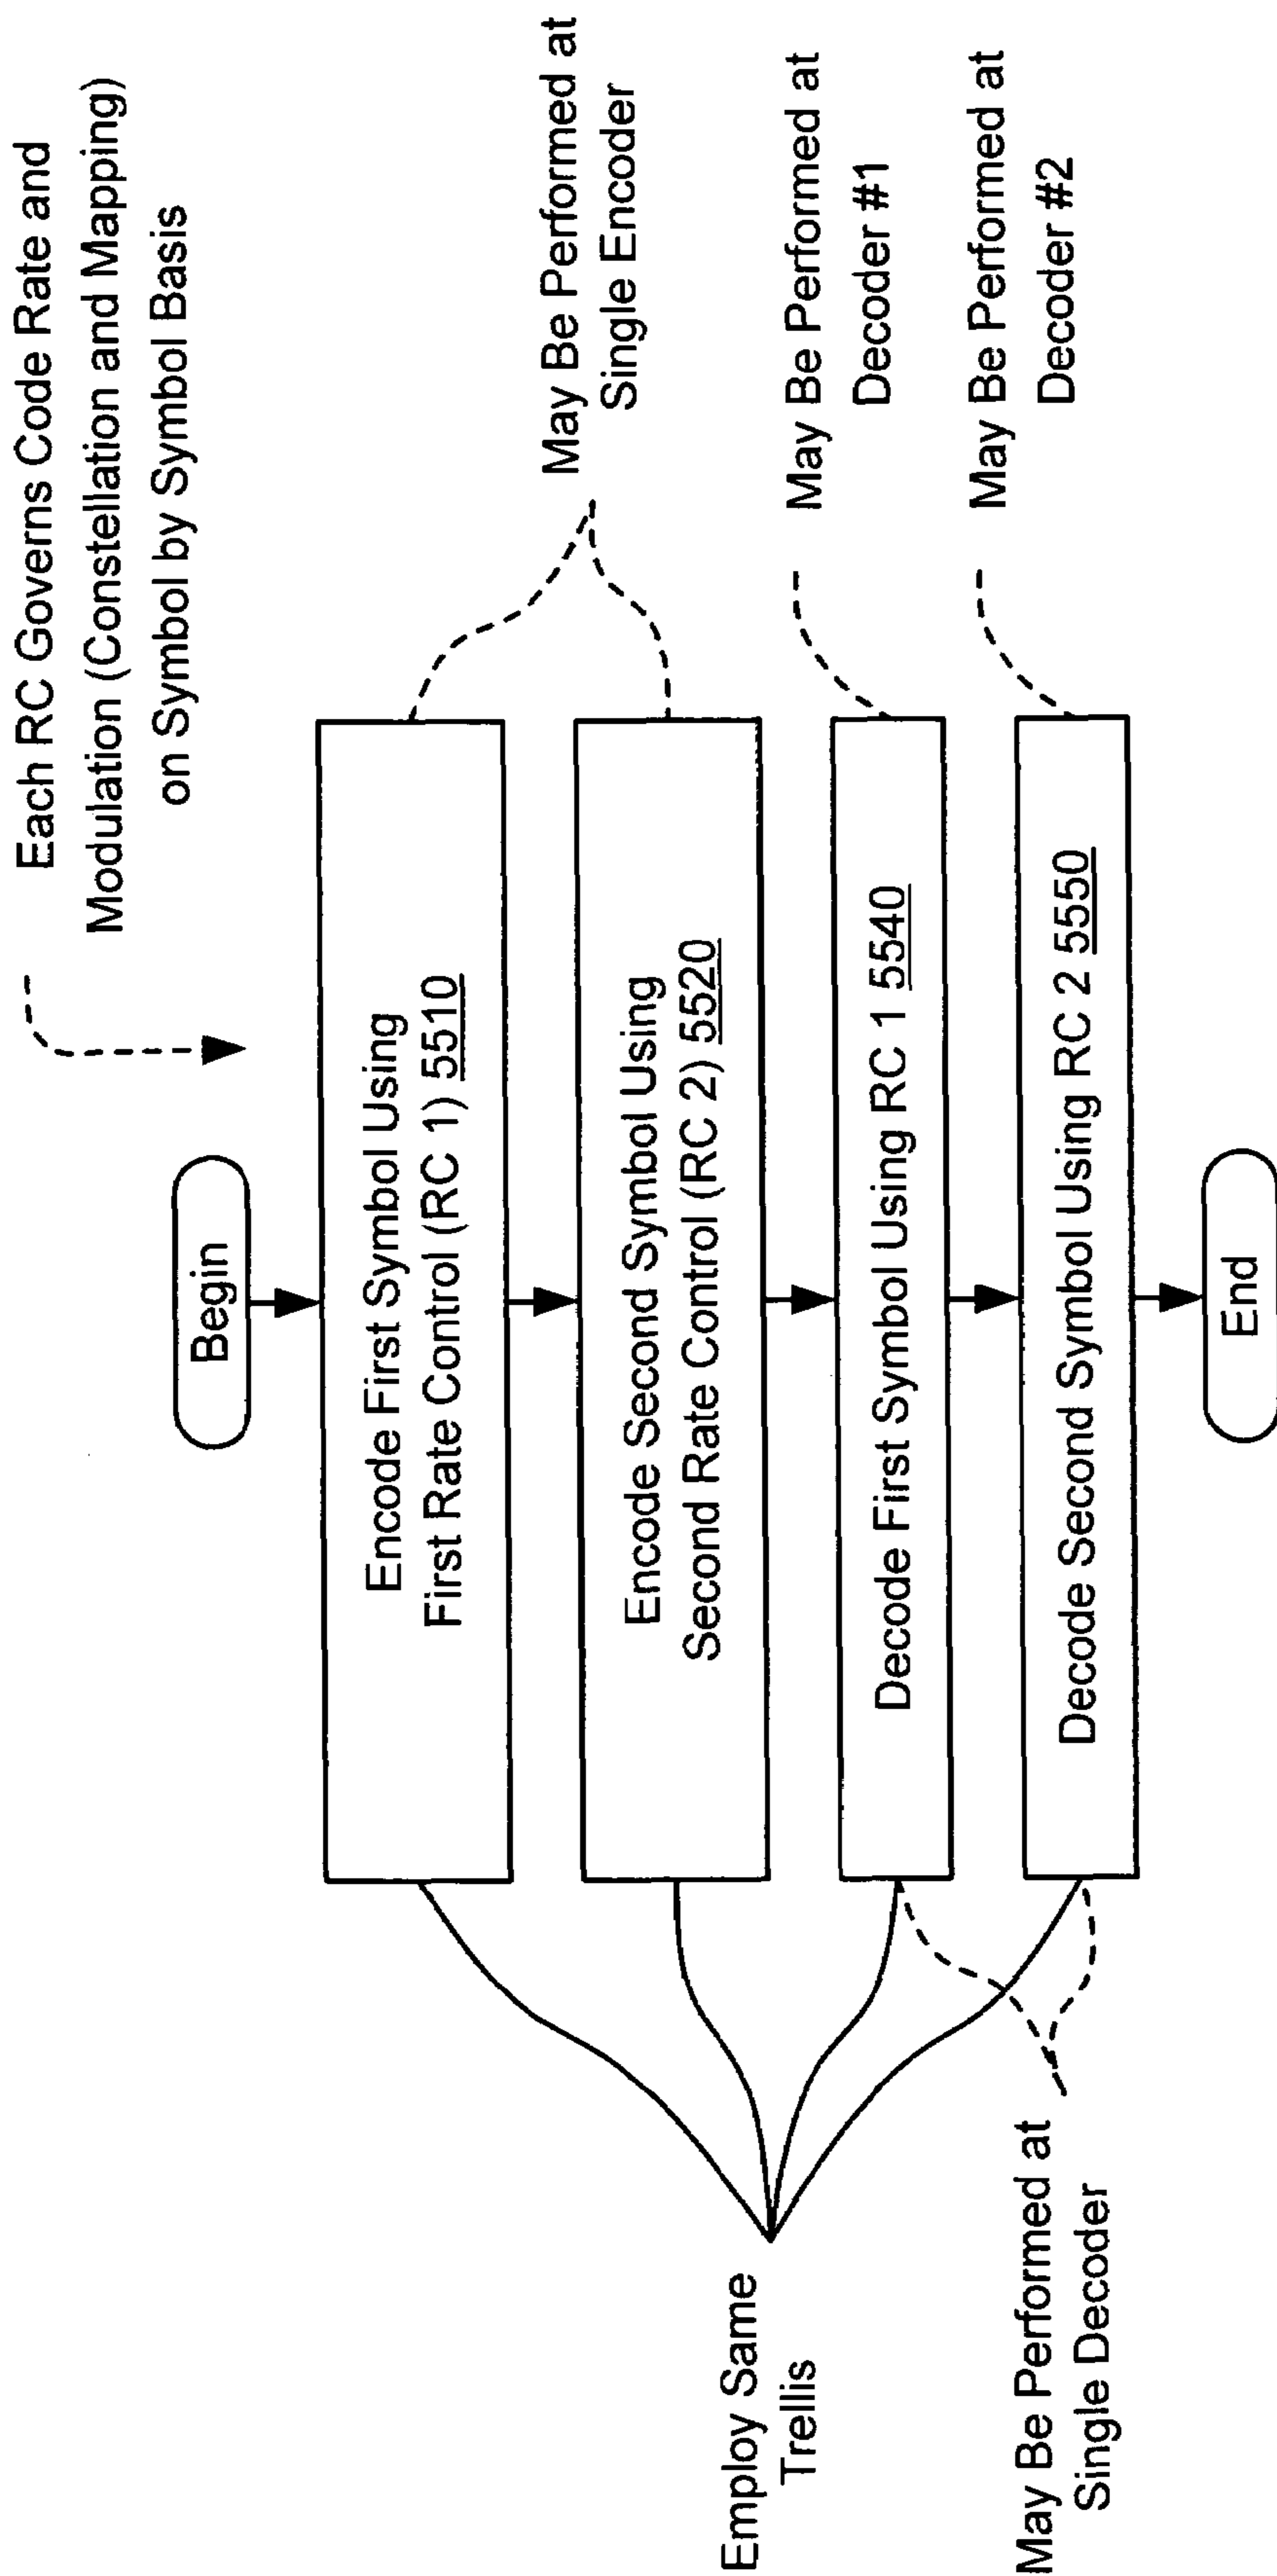 Each RC Governs Code Rate and
Modulation (Constellation and Mapping)
on Symbol by Symbol Basis
Begin
Encode First Symbol Using
First Rate Control (RC 1) 5510
Encode Second Symbol Using
Second Rate Control (RC 2) 5520
May Be Performed at
Single Encoder
Decode First Symbol Using RC 1 5540
May Be Performed at
Decoder #1
Decode Second Symbol Using RC 2 5550
May Be Performed at
Decoder #2
Employ Same
Trellis
May Be Performed at
Single Decoder
End